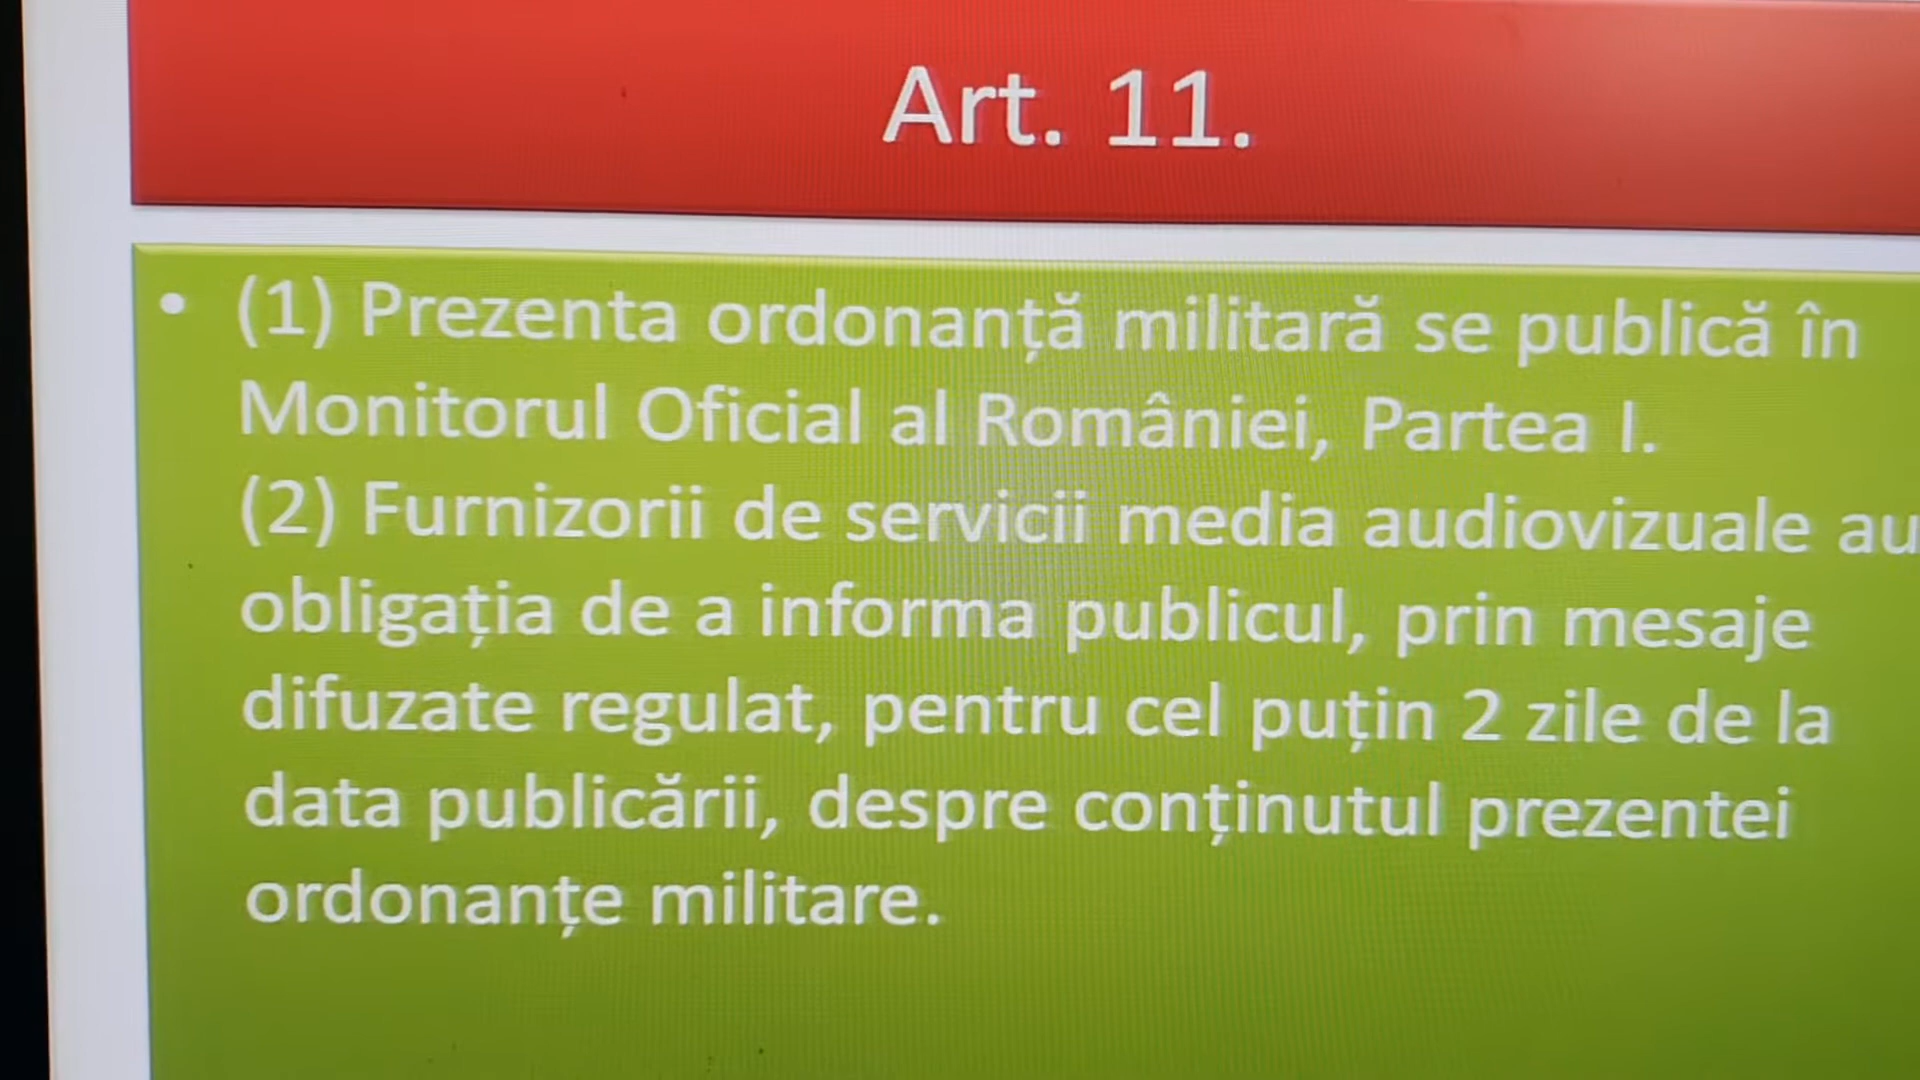 Art. 11.
• (1) Prezenta ordonanță militară se publică în
Monitorul Oficial al României, Partea I.
(2) Furnizorii de servicii media audiovizuale au
obligația de a informa publicul, prin mesaje
difuzate regulat, pentru cel puțin 2 zile de la
data publicării, despre conținutul prezentei
ordonanțe militare.